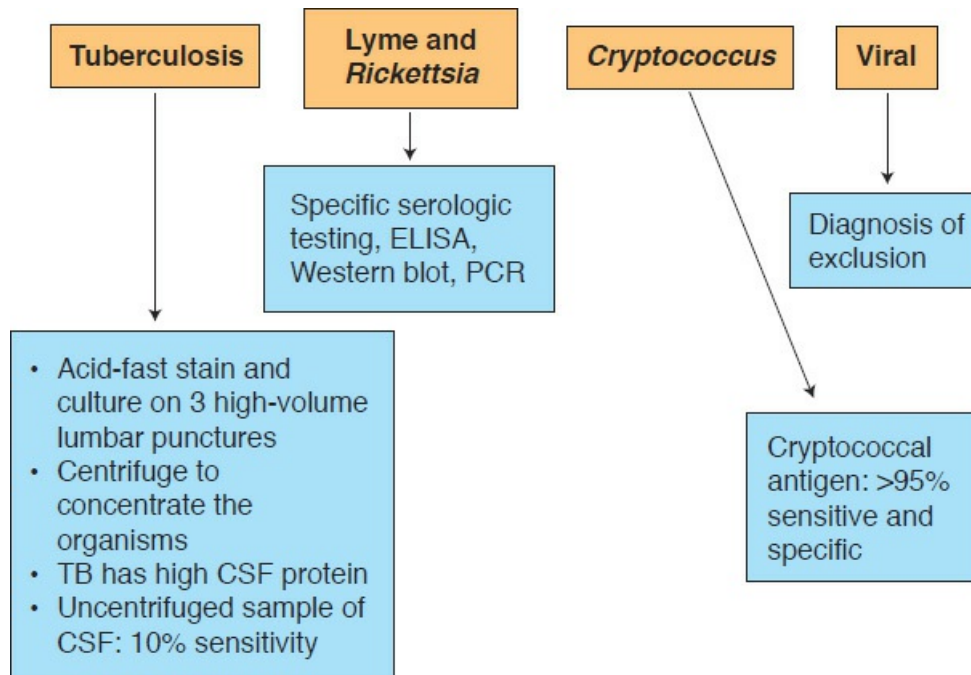 Tuberculosis
Lyme and
Rickettsia
Cryptococcus
Viral
Specific serologic
testing, ELISA,
Western blot, PCR
Diagnosis of
exclusion
• Acid-fast stain and
culture on 3 high-volume
lumbar punctures
• Centrifuge to
concentrate the
organisms
• TB has high CSF protein
• Uncentrifuged sample of
CSF: 10% sensitivity
Cryptococcal
antigen: >95%
sensitive and
specific